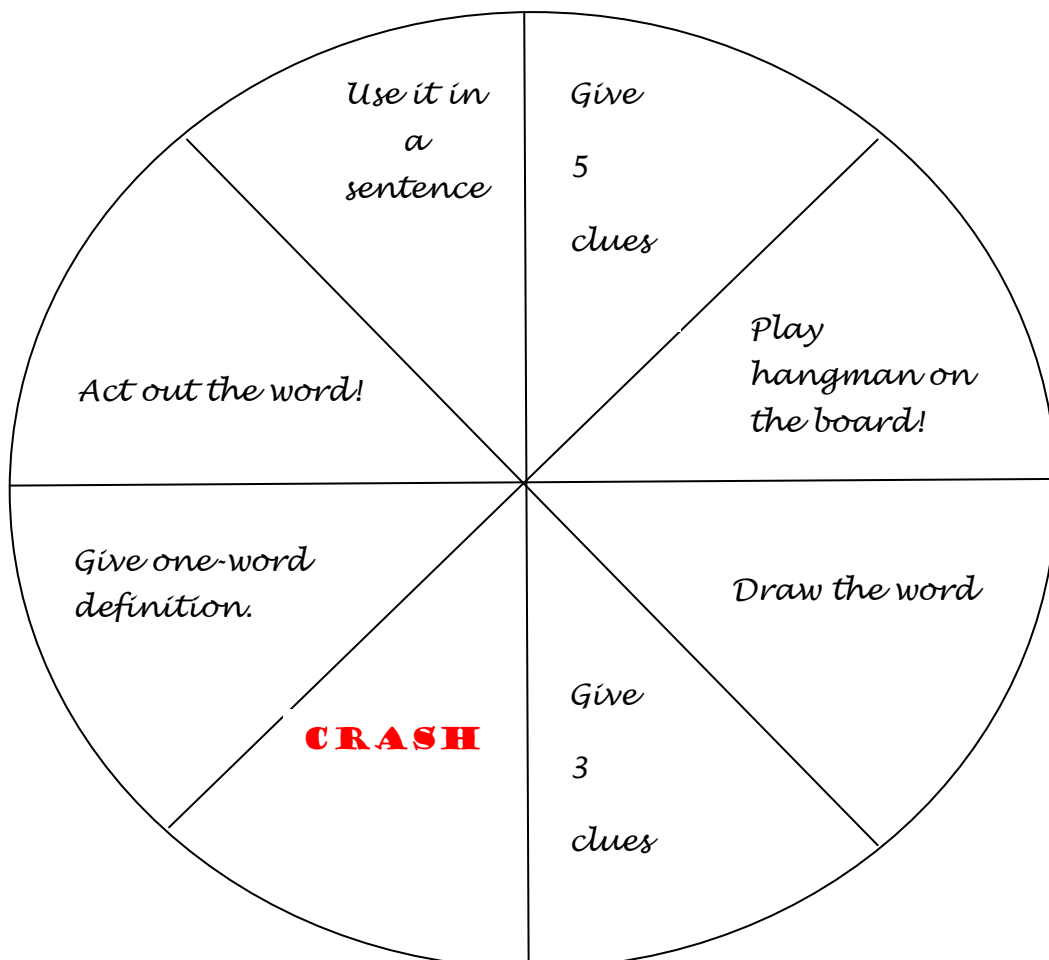 Use it in
a
sentence
Give
5
clues
Play
hangman on
the board!
Draw the word
Give
3
clues
CRASH
Give one-word
definition.
Act out the word!